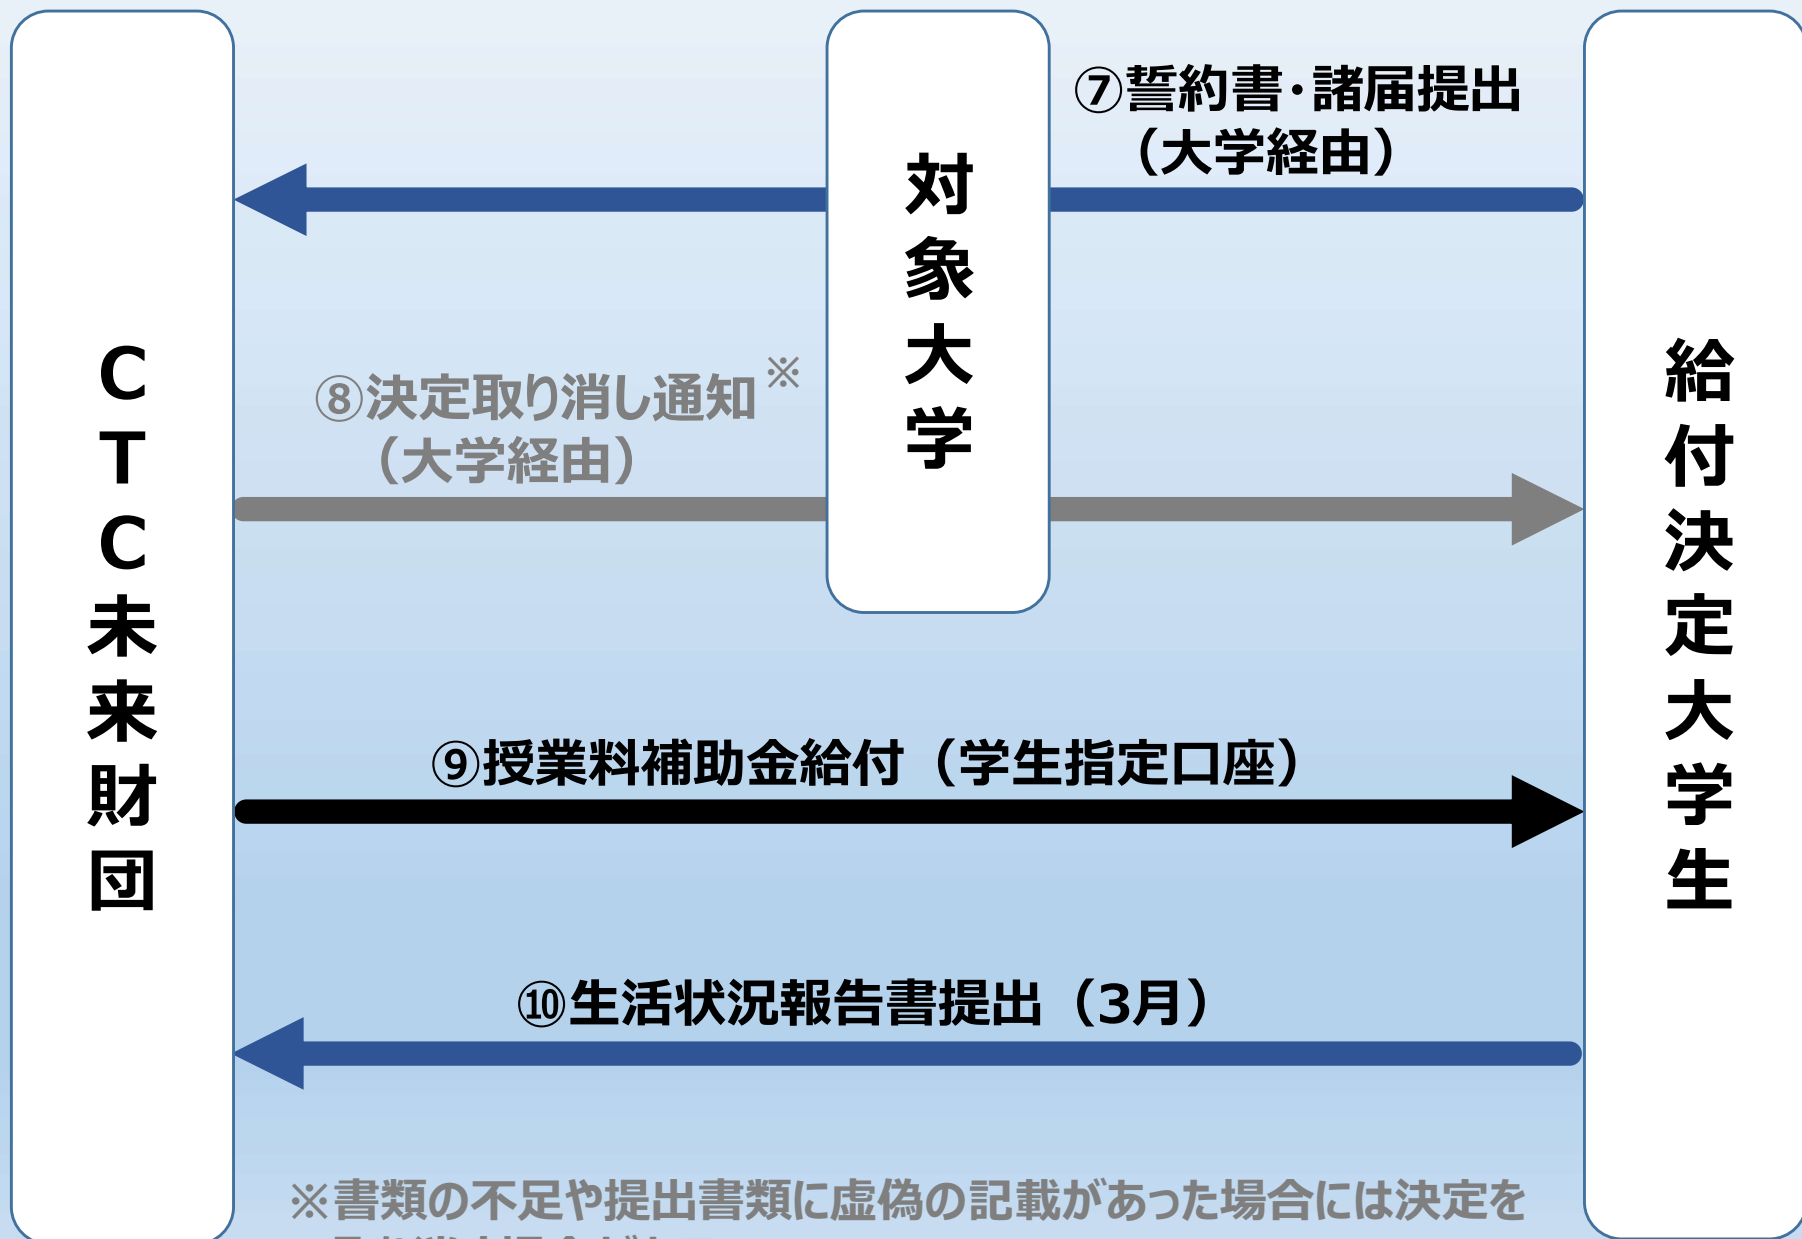 CTC未来財団
対象大学
給付決定大学生
⑦誓約書・諸届提出
（大学経由）
⑧決定取り消し通知※
（大学経由）
⑨授業料補助金給付（学生指定口座）
⑩生活状況報告書提出（3月）
※書類の不足や提出書類に虚偽の記載があった場合には決定を